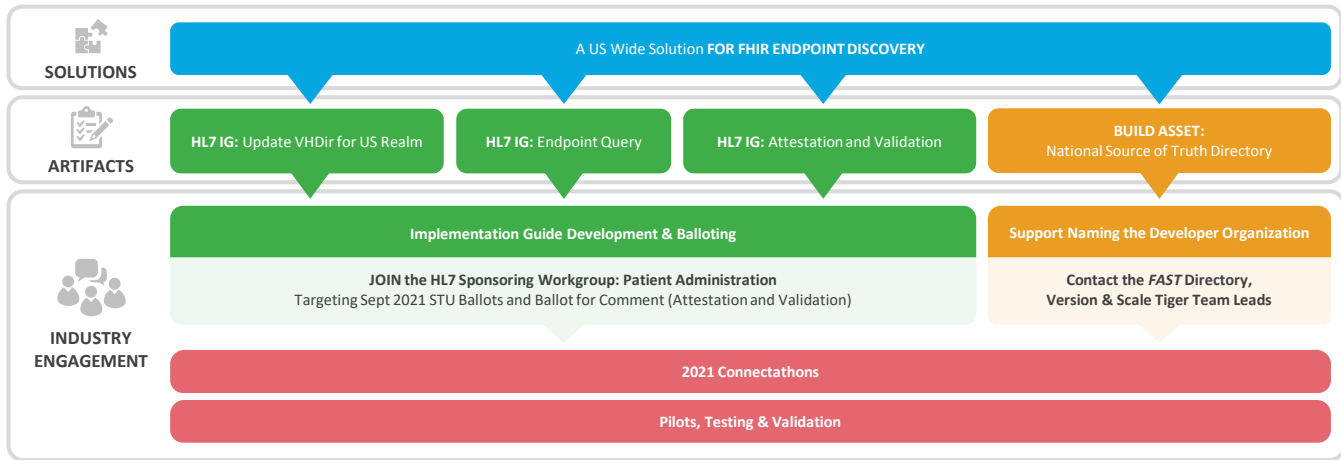 SOLUTIONS
A US Wide Solution FOR FHIR ENDPOINT DISCOVERY
ARTIFACTS
HL7 IG: Update VHDir for US Realm
HL7 IG: Endpoint Query
HL7 IG: Attestation and Validation
BUILD ASSET:
National Source of Truth Directory
INDUSTRY
ENGAGEMENT
Implementation Guide Development & Balloting
JOIN the HL7 Sponsoring Workgroup: Patient Administration
Targeting Sept 2021 STU Ballots and Ballot for Comment (Attestation and Validation)
Support Naming the Developer Organization
Contact the FAST Directory,
Version & Scale Tiger Team Leads
2021 Connectathons
Pilots, Testing & Validation